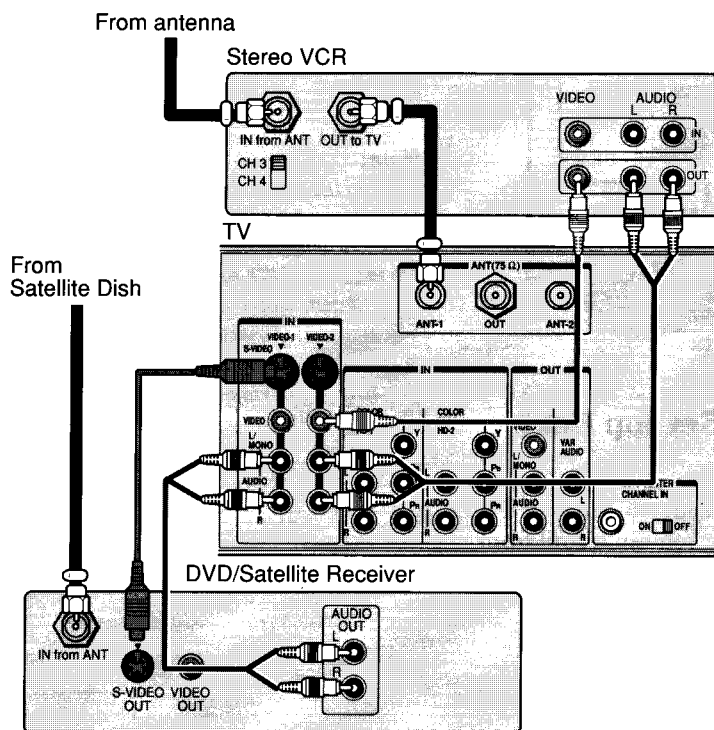 From antenna
Stereo VCR
VIDEO AUDIO
L R
IN
IN from ANT OUT to TV
CH 3
CH 4
OUT
TV
From
Satellite Dish
ANT(75 Ω)
ANT-1 OUT ANT-2
IN
VIDEO-1 VIDEO-2
S-VIDEO
IN
OUT
VIDEO
COLOR
HD-2
VIDEO
VAR
AUDIO
L/
MONO
L/
MONO
Y
Y
L
L
PB
AUDIO
AUDIO
AUDIO
PR
PR
L
R
R
R
R
R
CHANNEL IN
ON OFF
DVD/Satellite Receiver
AUDIO
OUT
L
R
IN from ANT
S-VIDEO
OUT
VIDEO
OUT